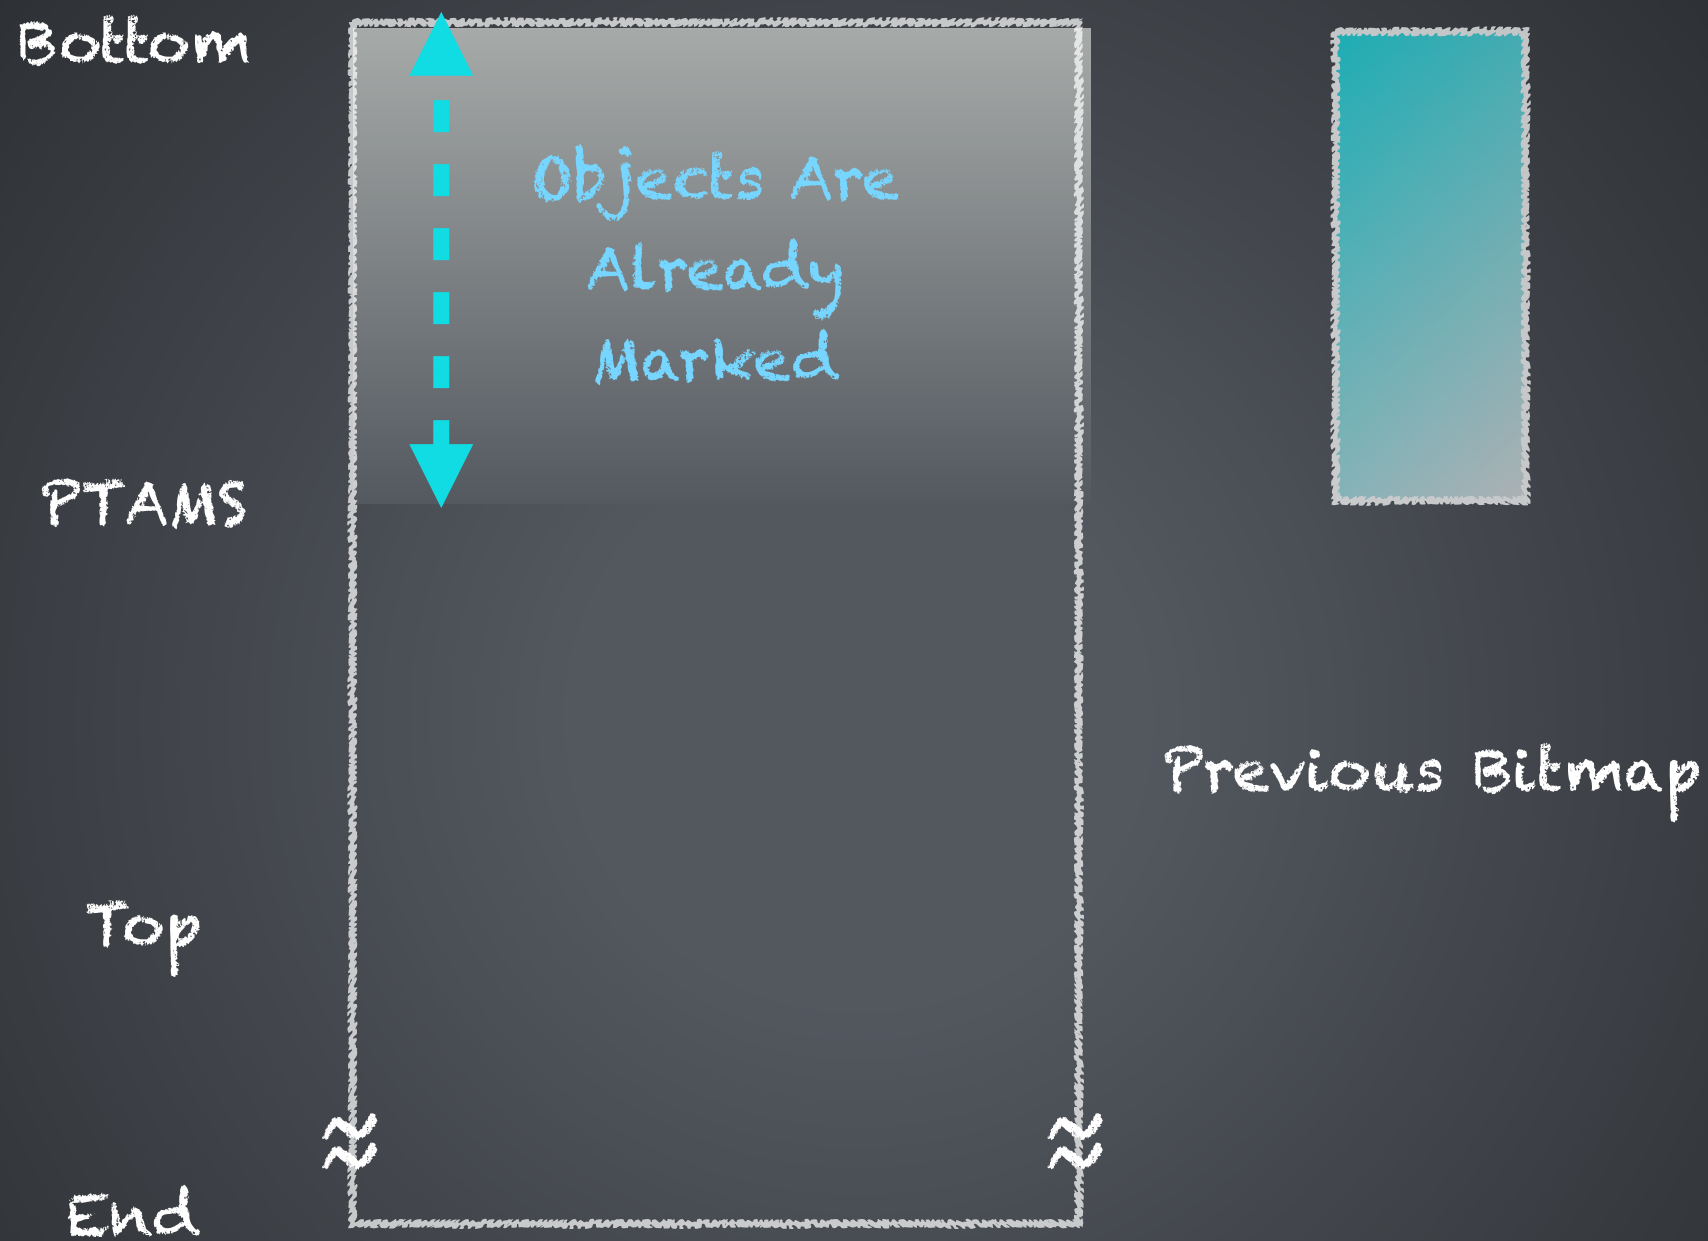 Bottom
Objects Are
Already
Marked
PTAMS
Previous Bitmap
Top
End